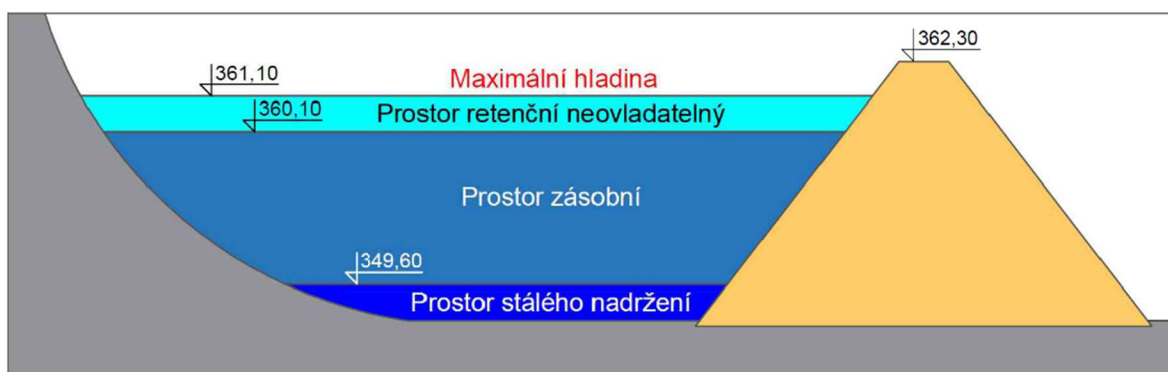 362,30
361,10
Maximální hladina
360,10
Prostor retenční neovladatelný
Prostor zásobní
349,60
Prostor stálého nadržení